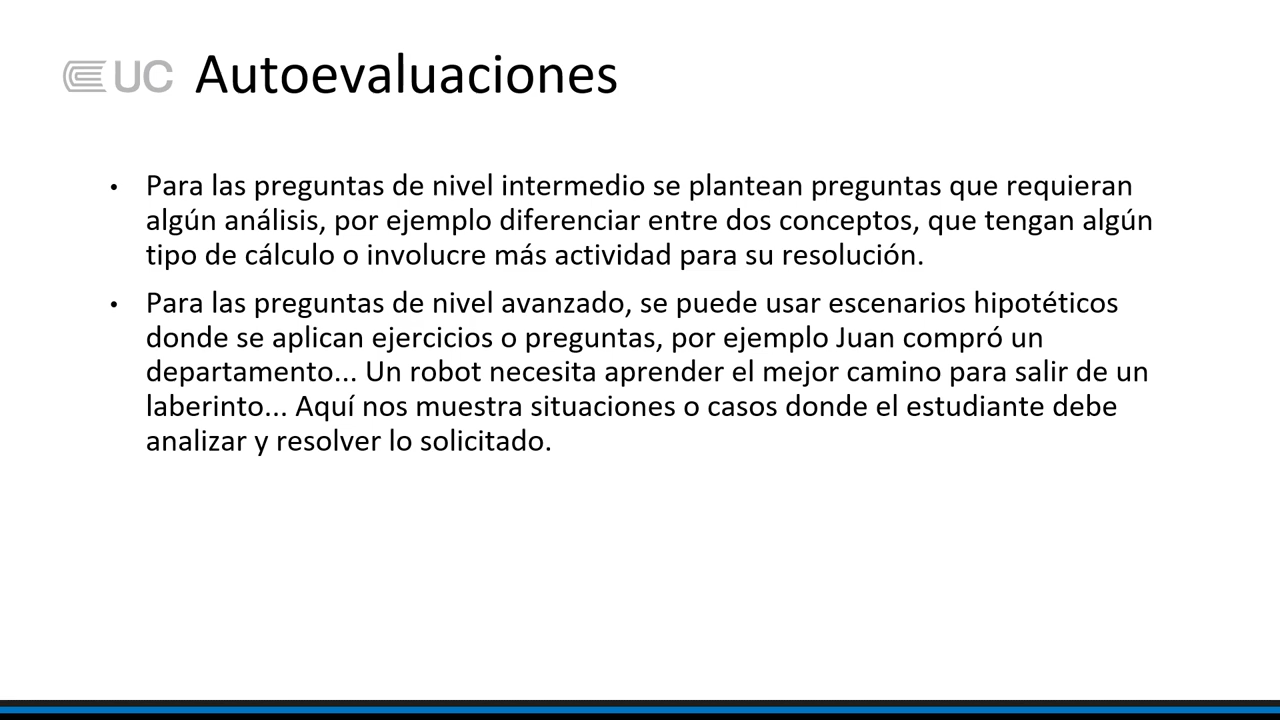 UC Autoevaluaciones
• Para las preguntas de nivel intermedio se plantean preguntas que requieran
algún análisis, por ejemplo diferenciar entre dos conceptos, que tengan algún
tipo de cálculo o involucre más actividad para su resolución.
• Para las preguntas de nivel avanzado, se puede usar escenarios hipotéticos
donde se aplican ejercicios o preguntas, por ejemplo Juan compró un
departamento... Un robot necesita aprender el mejor camino para salir de un
laberinto... Aquí nos muestra situaciones o casos donde el estudiante debe
analizar y resolver lo solicitado.